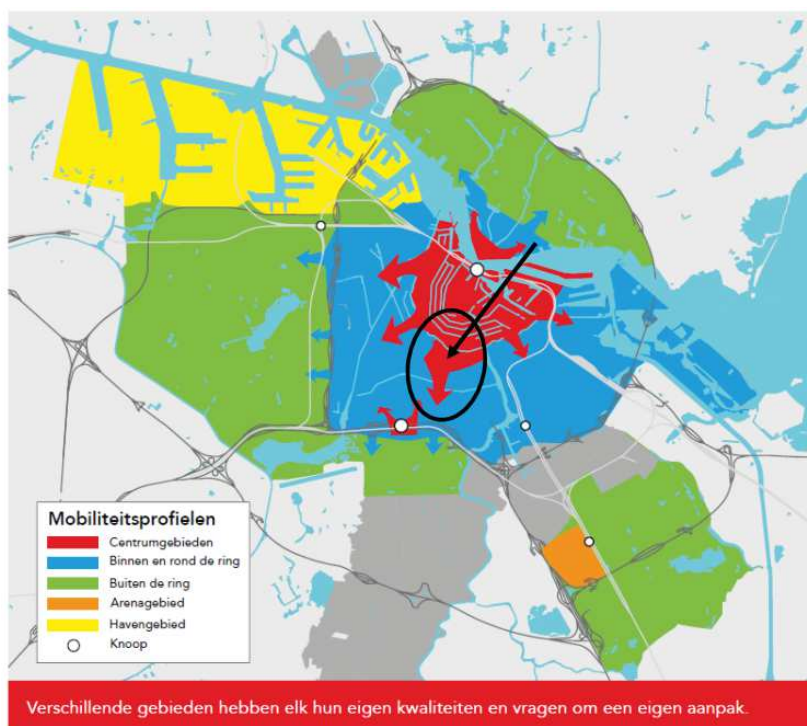 Mobiliteitsprofielen
Centrumgebieden
Binnen en rond de ring
Buiten de ring
Arenagebied
Havengebied
Knoop
Verschillende gebieden hebben elk hun eigen kwaliteiten en vragen om een eigen aanpak.